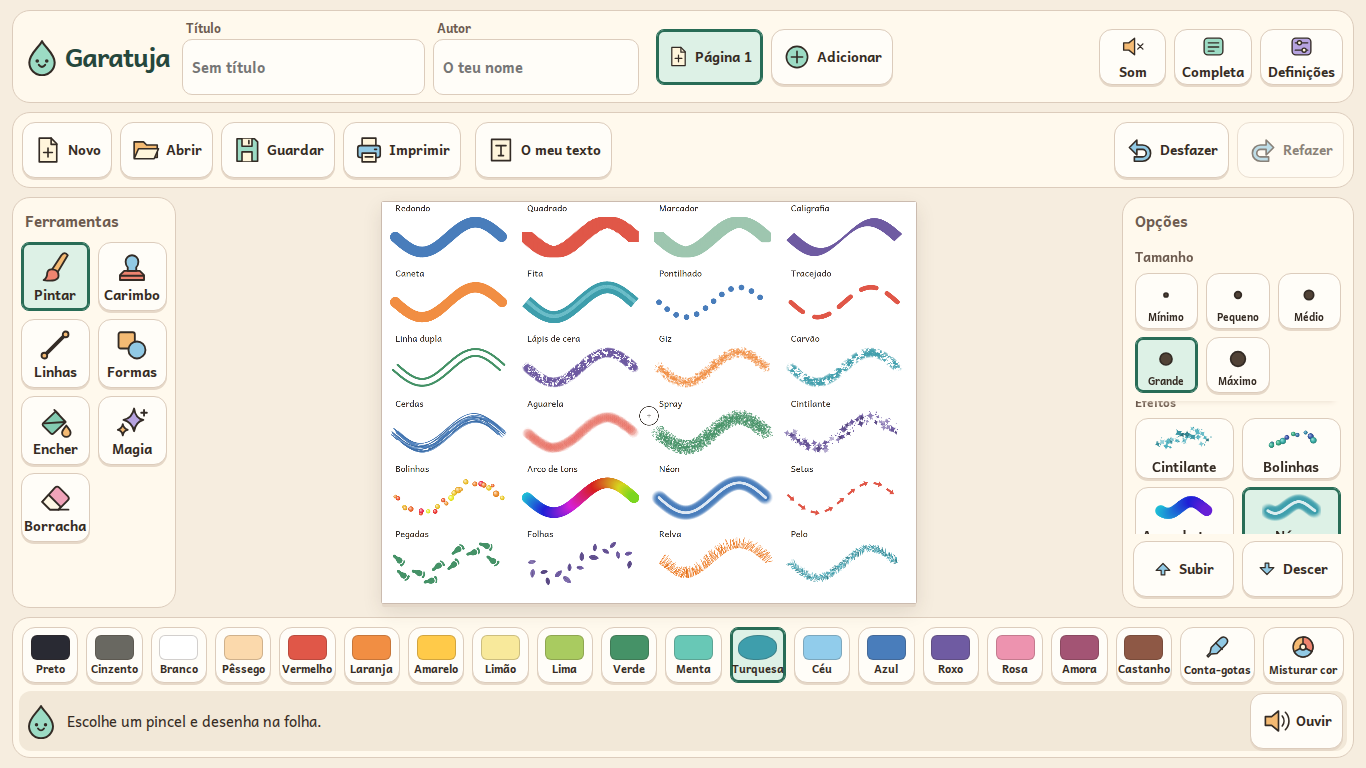 Título
Autor
Garatuja
Sem título
O teu nome
Página 1
Adicionar
Som
Completa
Definições
Novo
Abrir
Guardar
Imprimir
O meu texto
Desfazer
Refazer
Ferramentas
Pintar
Carimbo
Linhas
Formas
Encher
Magia
Borracha
Redondo
Quadrado
Marcador
Caligrafia
Caneta
Fita
Pontilhado
Tracejado
Linha dupla
Lápis de cera
Giz
Carvão
Cerdas
Aguarela
Spray
Cintilante
Bolinhas
Arco de tons
Néon
Setas
Pegadas
Folhas
Relva
Pelo
Opções
Tamanho
Mínimo
Pequeno
Médio
Grande
Máximo
Efeitos
Cintilante
Bolinhas
Subir
Descer
Preto
Cinzento
Branco
Pêssego
Vermelho
Laranja
Amarelo
Limão
Lima
Verde
Menta
Turquesa
Céu
Azul
Roxo
Rosa
Amora
Castanho
Conta-gotas
Misturar cor
Escolhe um pincel e desenha na folha.
Ouvir